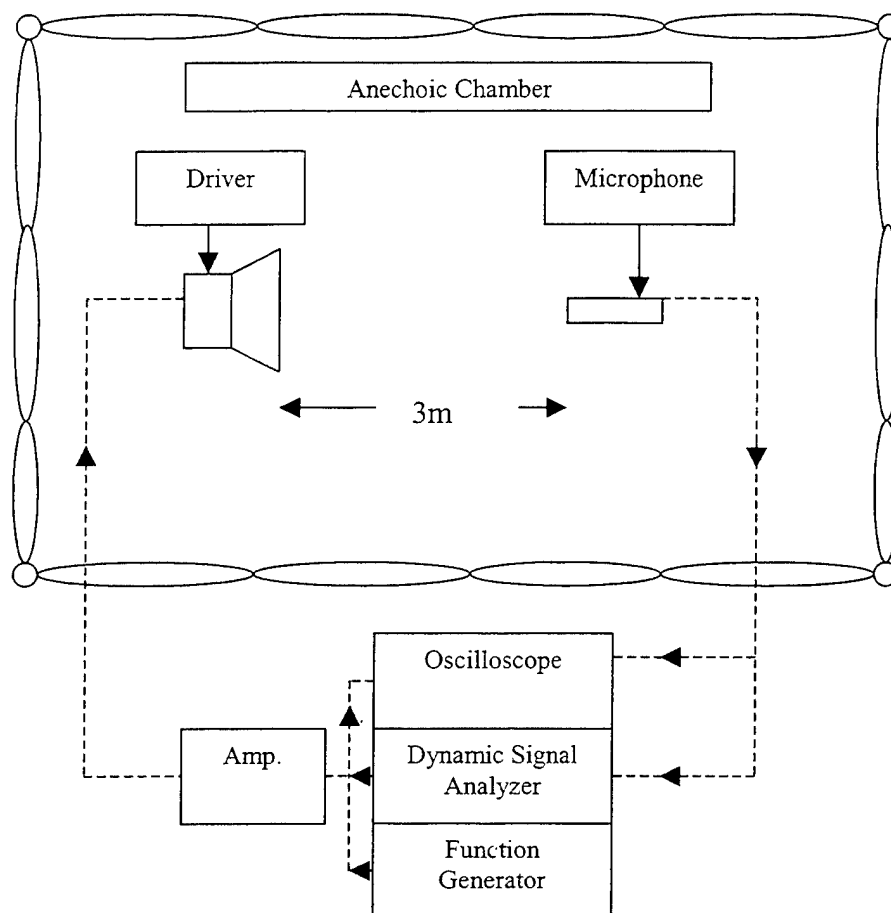 Anechoic Chamber
Driver
Microphone
3m
Oscilloscope
Amp.
Dynamic Signal
Analyzer
Function
Generator